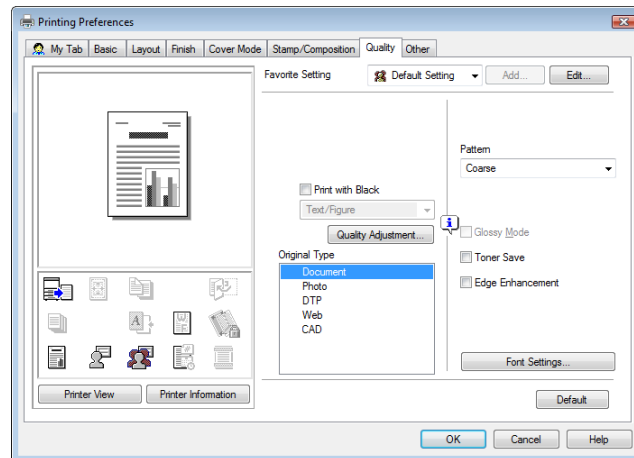 Printing Preferences
My Tab Basic Layout Finish Cover Mode Stamp/Composition Quality Other
Favorite Setting Default Setting Add... Edit...
Pattern
Coarse
Print with Black
Text/Figure
Quality Adjustment...
Glossy Mode
Original Type
Toner Save
Document
Edge Enhancement
Photo
DTP
Web
CAD
Font Settings...
Printer View Printer Information
Default
OK Cancel Help